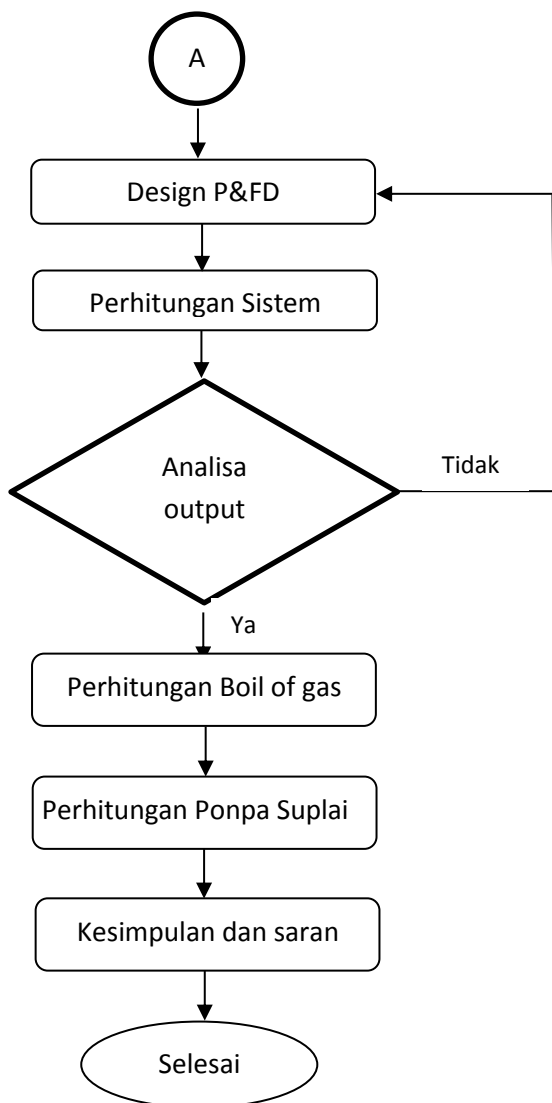 A
Design P&FD
Perhitungan Sistem
Analisa
output
Tidak
Ya
Perhitungan Boil of gas
Perhitungan Ponpa Suplai
Kesimpulan dan saran
Selesai